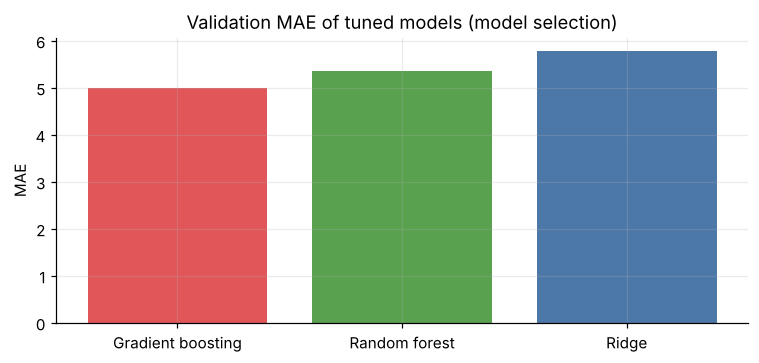 Validation MAE of tuned models (model selection)
6
5
4
3
2
1
0
MAE
Gradient boosting
Random forest
Ridge